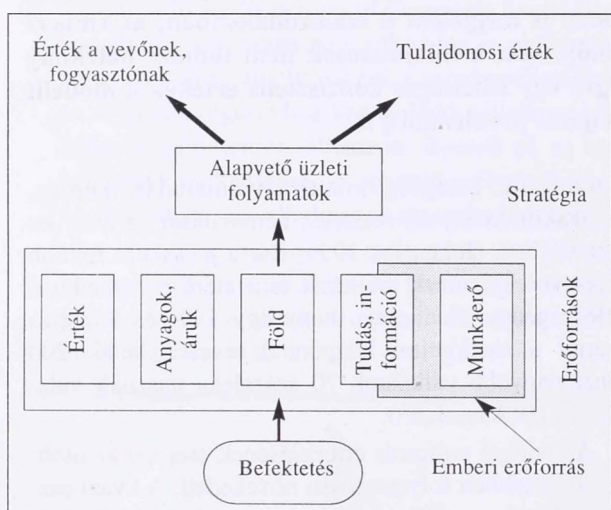 Érték a vevőnek,
fogyasztónak
Tulajdonosi érték
Alapvető üzleti
folyamatok
Stratégia
Érték
Anyagok,
áruk
Föld
Tudás, in
formáció
Munkaerő
Erőforrások
Befektetés
Emberi erőforrás